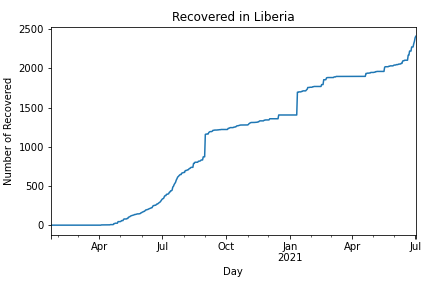 Recovered in Liberia
2500
2000
1500
1000
500
0
Number of Recovered
Apr
Jul
Oct
Jan
2021
Apr
Jul
Day